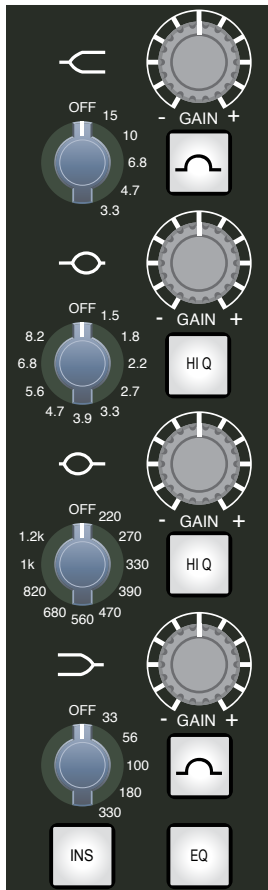 OFF 15
10
6.8
4.7
3.3
- GAIN +
OFF 1.5
8.2 1.8
6.8 2.2
5.6 2.7
4.7 3.9 3.3
- GAIN +
HI Q
OFF 220
1.2k 270
1k 330
820 390
680 560 470
- GAIN +
HI Q
OFF 33
56
100
180
330
- GAIN +
INS EQ